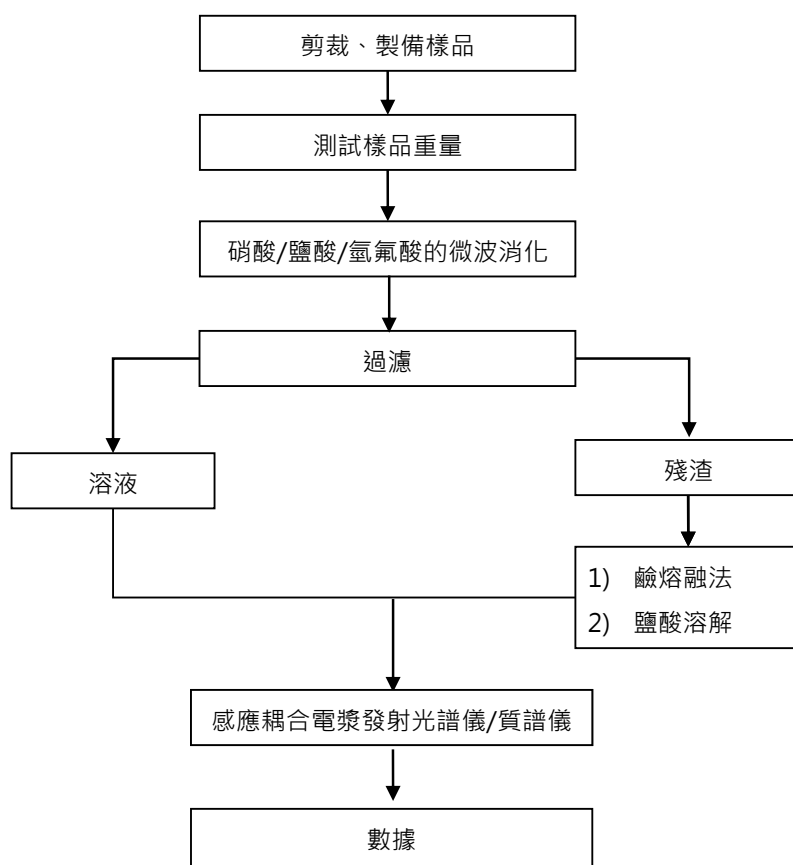 剪裁、製備樣品
測試樣品重量
硝酸/鹽酸/氫氟酸的微波消化
過濾
溶液
殘渣
1) 鹼熔融法
2) 鹽酸溶解
感應耦合電漿發射光譜儀/质譜儀
數據